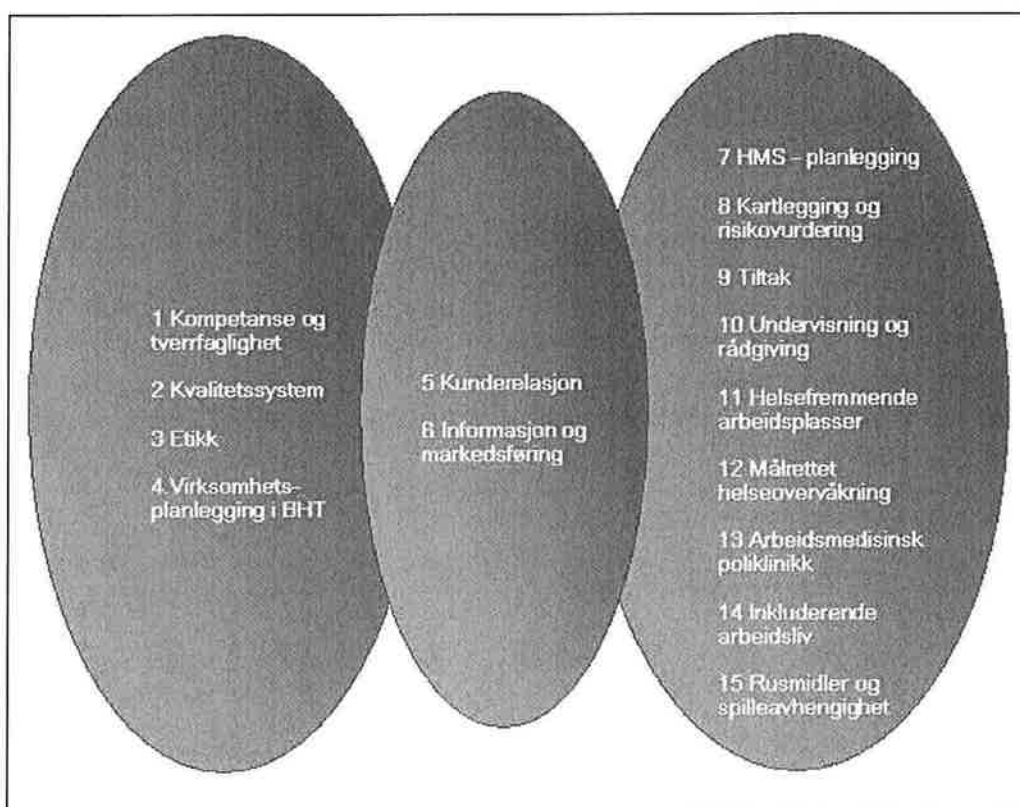 1 Kompetanse og
tverrfaglighet
2 Kvalitetssystem
3 Etikk
4 Virksomhets-
planlegging i BHT
5 Kunderelasjon
6 Informasjon og
markedsføring
7 HMS – planlegging
8 Kartlegging og
risikovurdering
9 Tiltak
10 Undervisning og
rådgiving
11 Helsefremmende
arbeidsplasser
12 Målrettet
helseovervåkning
13 Arbeidsmedisinsk
poliklinikk
14 Inkluderende
arbeidsliv
15 Rusmidler og
spilleavhengighet